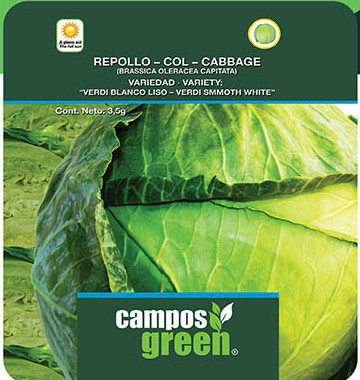 A pleno sol
The full sun
REPOLLO – COL – CABBAGE
(BRASSICA OLERACEA CAPITATA)
VARIEDAD - VARIETY:
“VERDI BLANCO LISO – VERDI SMMOTH WHITE”
Cont. Neto: 3,5g
campos
green®